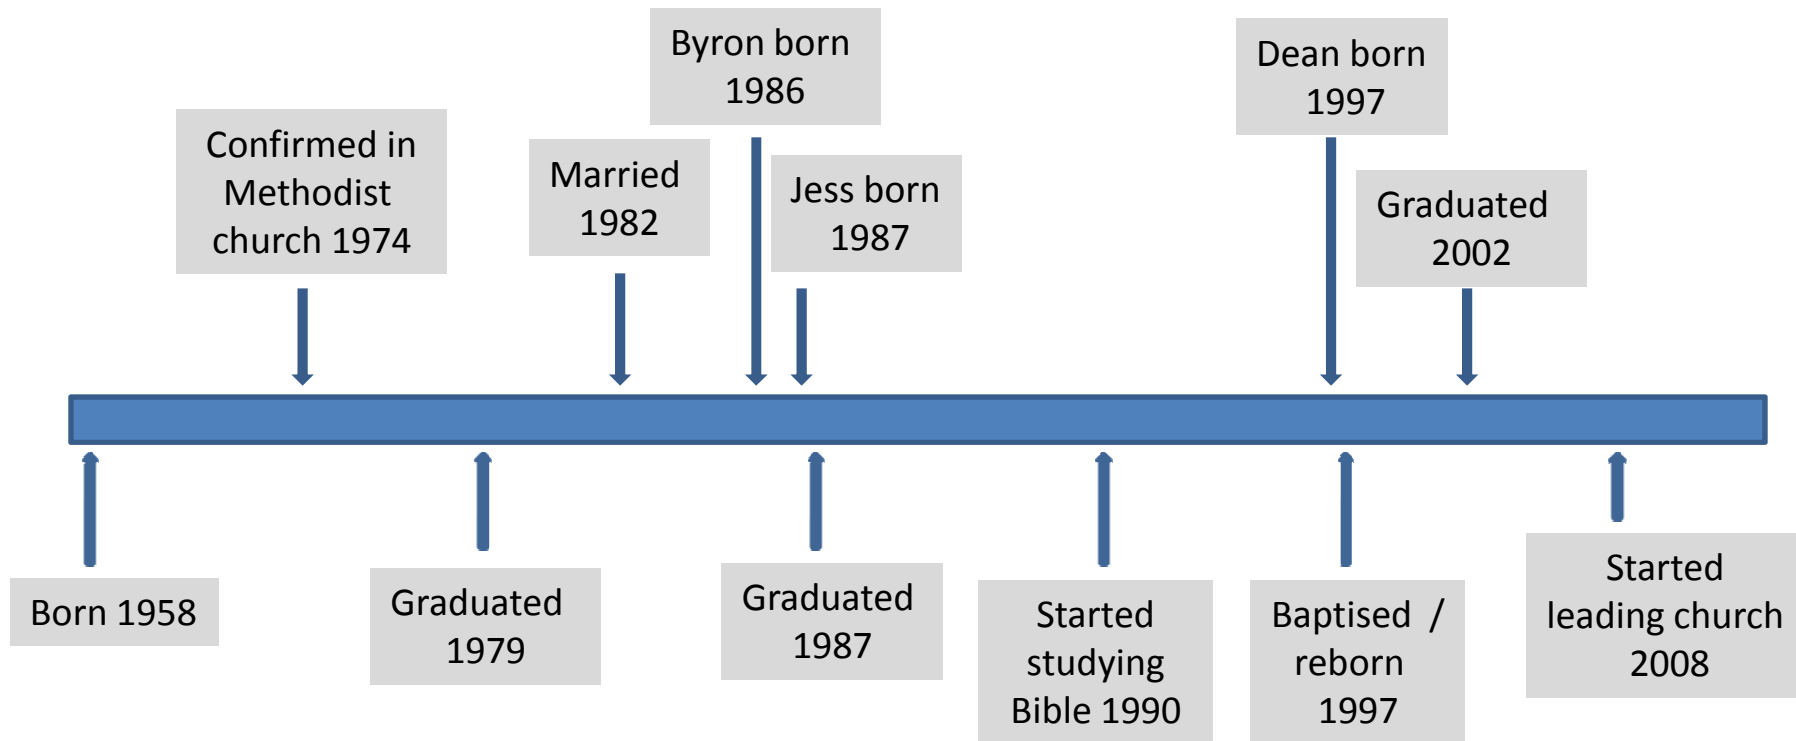 Byron born
1986
Dean born
1997
Confirmed in
Methodist
church 1974
Married
1982
Jess born
1987
Graduated
2002
Born 1958
Graduated
1979
Graduated
1987
Started
studying
Bible 1990
Baptised /
reborn
1997
Started
leading church
2008